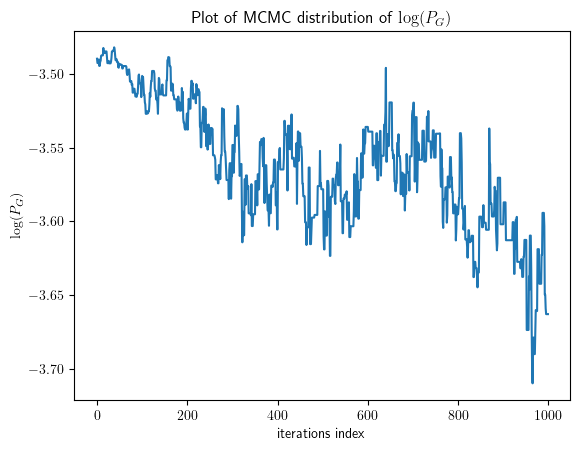 Plot of MCMC distribution of log(P_G)
−3.50
−3.55
−3.60
−3.65
−3.70
log(P_G)
0 200 400 600 800 1000
iterations index